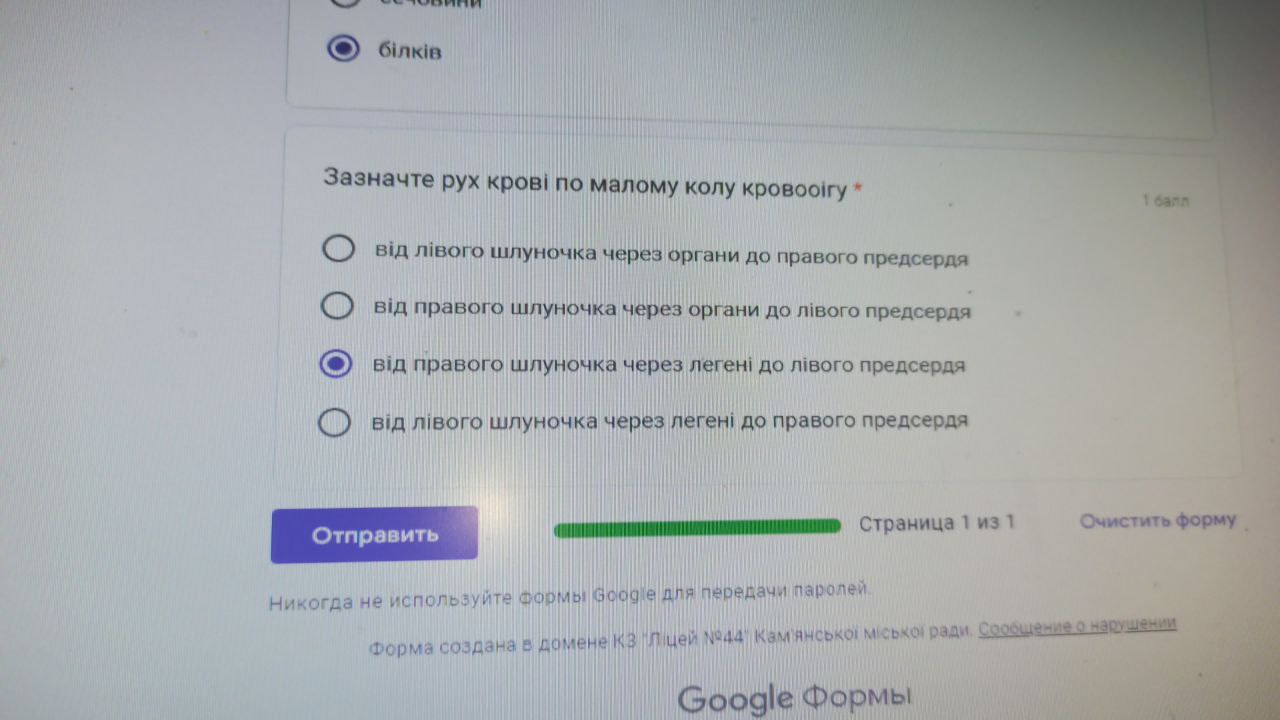 сечовини
білків
Зазначте рух крові по малому колу кровообігу *
1 балл
від лівого шлуночка через органи до правого предсердя
від правого шлуночка через органи до лівого предсердя
від правого шлуночка через легені до лівого предсердя
від лівого шлуночка через легені до правого предсердя
Отправить
Страница 1 из 1
Очистить форму
Никогда не используйте формы Google для передачи паролей.
Форма создана в домене КЗ "Ліцей №44" Кам'янської міської ради. Сообщение о нарушении
Google Формы